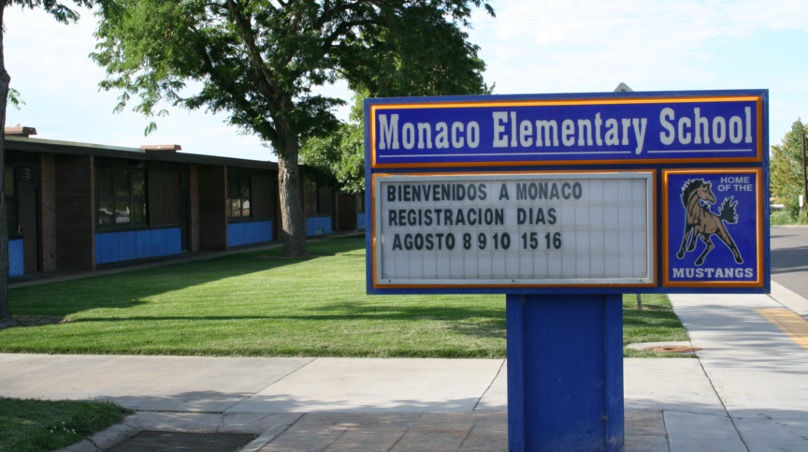 Monaco Elementary School
BIENVENIDOS A MONACO
REGISTRACION DIAS
AGOSTO 8 9 10 15 16
HOME
OF THE
MUSTANGS